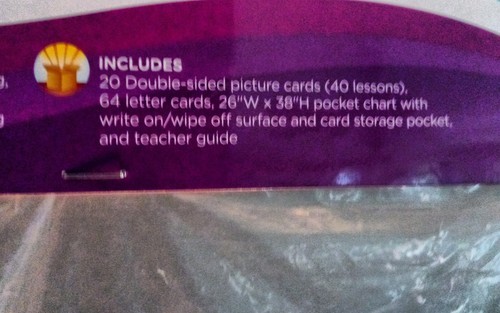 INCLUDES
20 Double-sided picture cards (40 lessons),
64 letter cards, 26"W x 38"H pocket chart with
write on/wipe off surface and card storage pocket,
and teacher guide